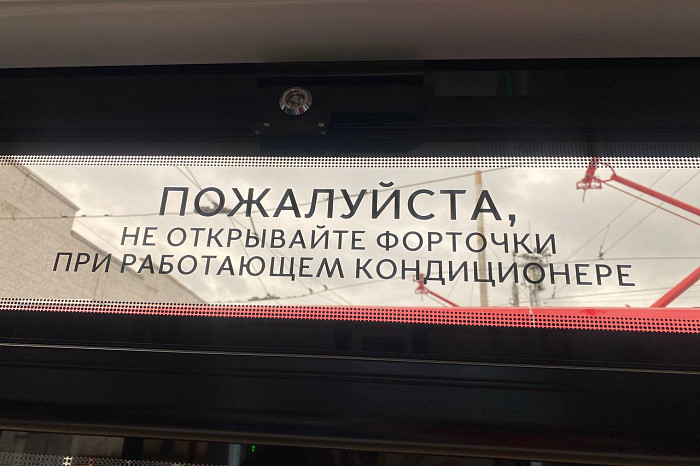 ПОЖАЛУЙСТА,
НЕ ОТКРЫВАЙТЕ ФОРТОЧКИ
ПРИ РАБОТАЮЩЕМ КОНДИЦИОНЕРЕ